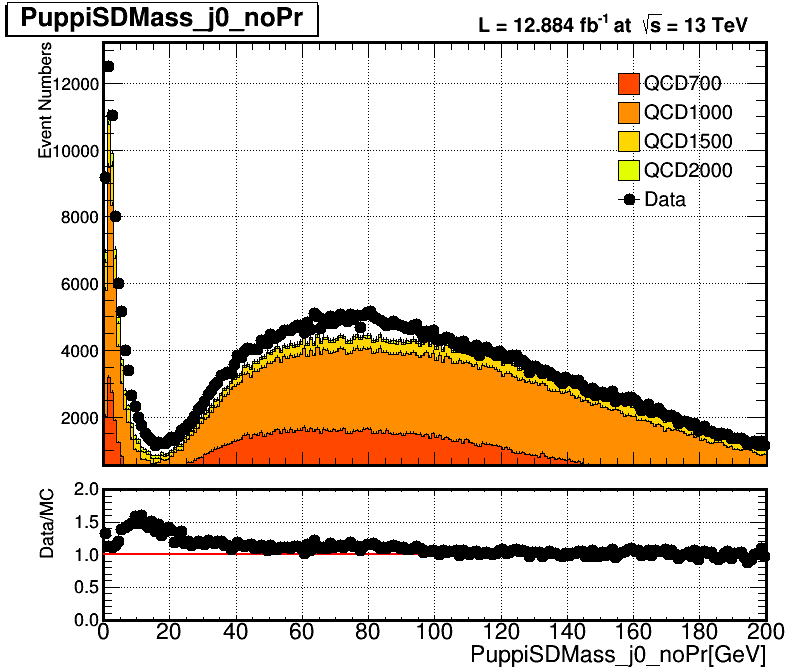 PuppiSDMass_j0_noPr
L = 12.884 fb-1 at √s = 13 TeV
Event Numbers
12000
10000
8000
6000
4000
2000
QCD700
QCD1000
QCD1500
QCD2000
Data
Data/MC
2.0
1.5
1.0
0.5
0.0
0 20 40 60 80 100 120 140 160 180 200
PuppiSDMass_j0_noPr[GeV]